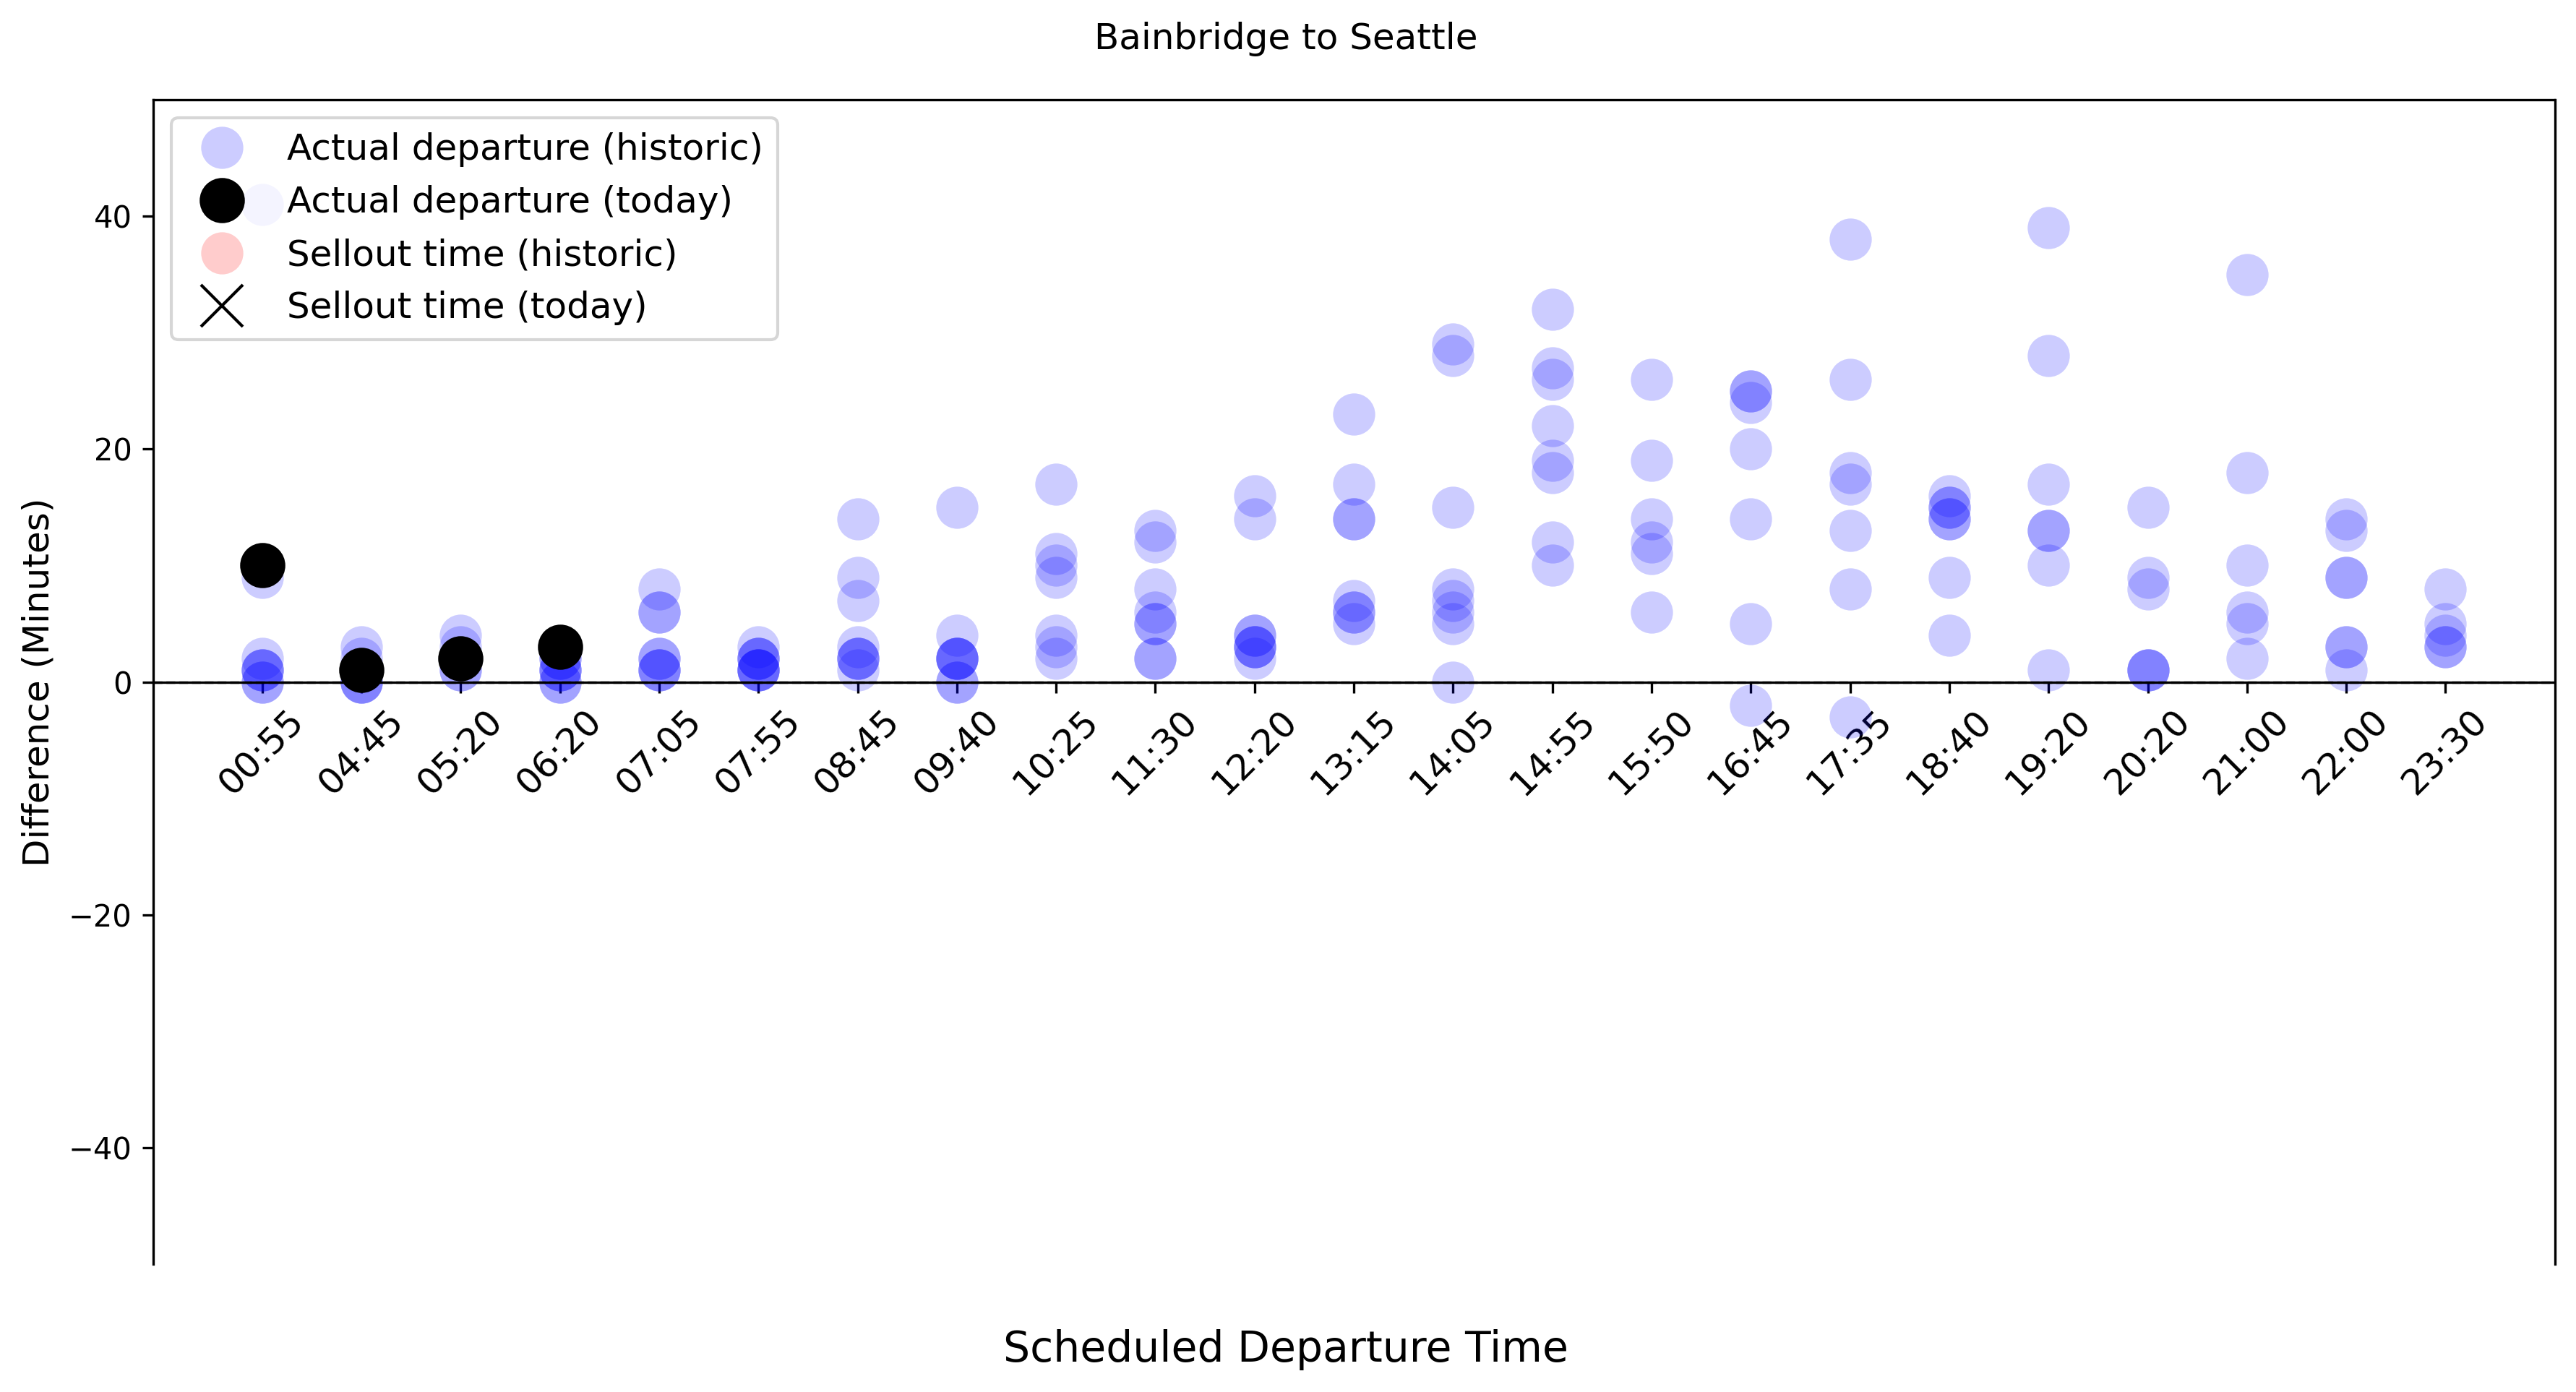 Bainbridge to Seattle
Actual departure (historic)
Actual departure (today)
Sellout time (historic)
Sellout time (today)
40
20
0
−20
−40
Difference (Minutes)
00:55 04:45 05:20 06:20 07:05 07:55 08:45 09:40 10:25 11:30 12:20 13:15 14:05 14:55 15:50 16:45 17:35 18:40 19:20 20:20 21:00 22:00 23:30
Scheduled Departure Time